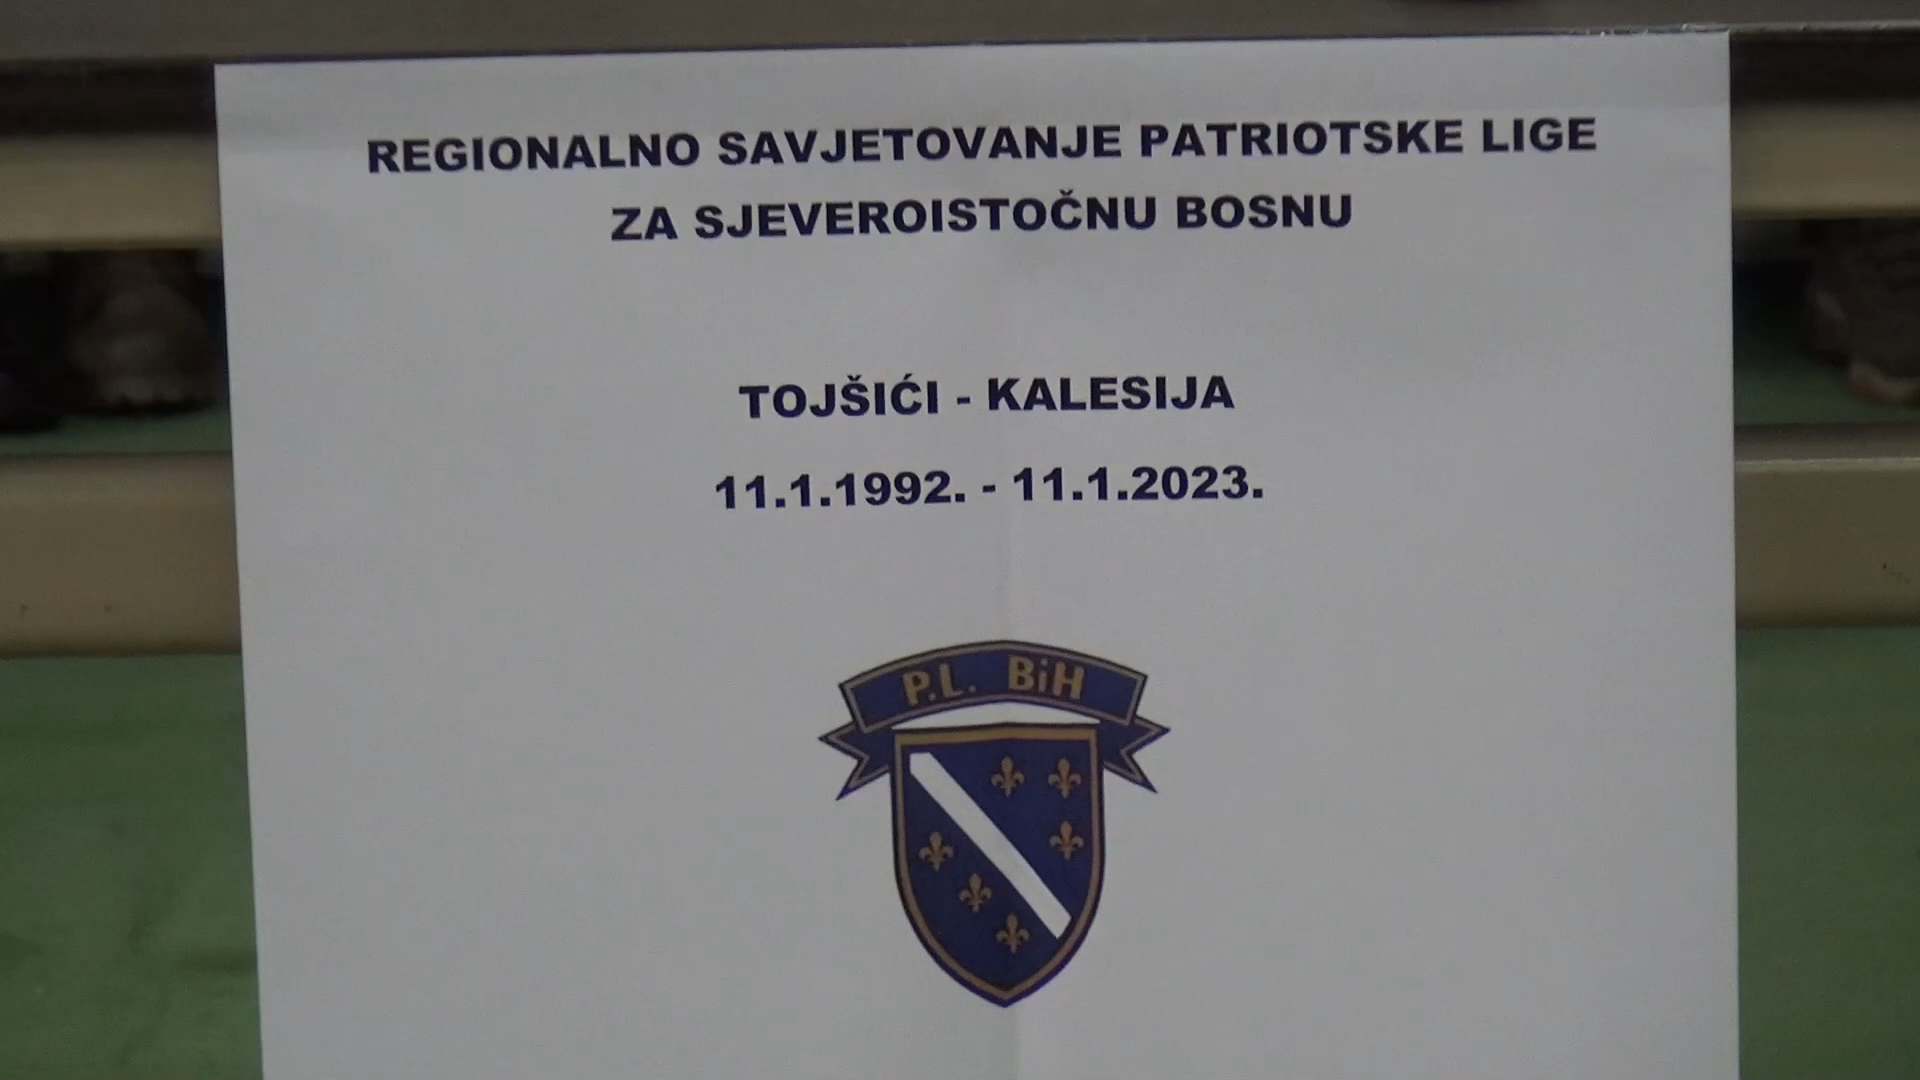 REGIONALNO SAVJETOVANJE PATRIOTSKE LIGE
ZA SJEVEROISTOČNU BOSNU
TOJŠIĆI - KALESIJA
11.1.1992. - 11.1.2023.
P.L. BiH